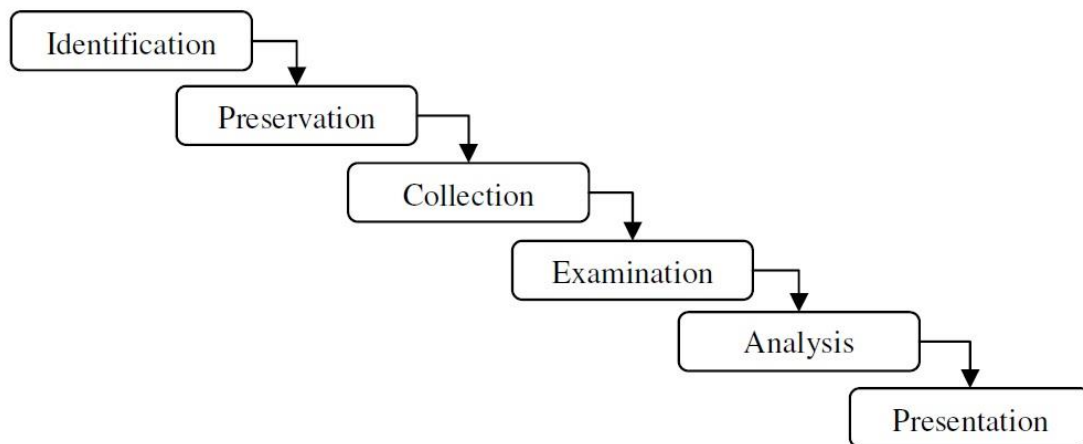 Identification
Preservation
Collection
Examination
Analysis
Presentation